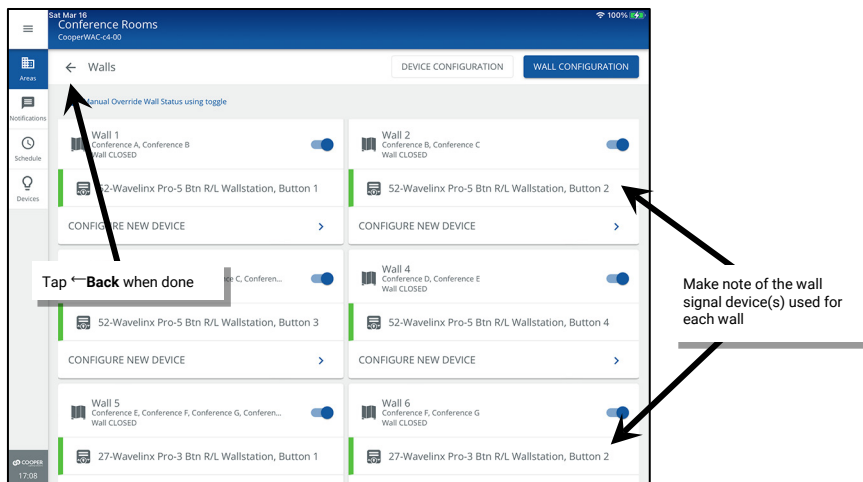 Sat Mar 16
100%
Conference Rooms
CooperWAC-c4-00
Areas
Notifications
Schedule
Devices
Walls
DEVICE CONFIGURATION
WALL CONFIGURATION
Manual Override Wall Status using toggle
Wall 1
Conference A, Conference B
Wall CLOSED
52-Wavelinx Pro-5 Btn R/L Wallstation, Button 1
CONFIGURE NEW DEVICE
Wall 2
Conference B, Conference C
Wall CLOSED
52-Wavelinx Pro-5 Btn R/L Wallstation, Button 2
CONFIGURE NEW DEVICE
Tap ←Back when done
C, Conferen...
52-Wavelinx Pro-5 Btn R/L Wallstation, Button 3
CONFIGURE NEW DEVICE
Wall 4
Conference D, Conference E
Wall CLOSED
52-Wavelinx Pro-5 Btn R/L Wallstation, Button 4
CONFIGURE NEW DEVICE
Wall 5
Conference E, Conference F, Conference G, Conferen...
Wall CLOSED
27-Wavelinx Pro-3 Btn R/L Wallstation, Button 1
Wall 6
Conference F, Conference G
Wall CLOSED
27-Wavelinx Pro-3 Btn R/L Wallstation, Button 2
COOPER
17:08
Make note of the wall
signal device(s) used for
each wall